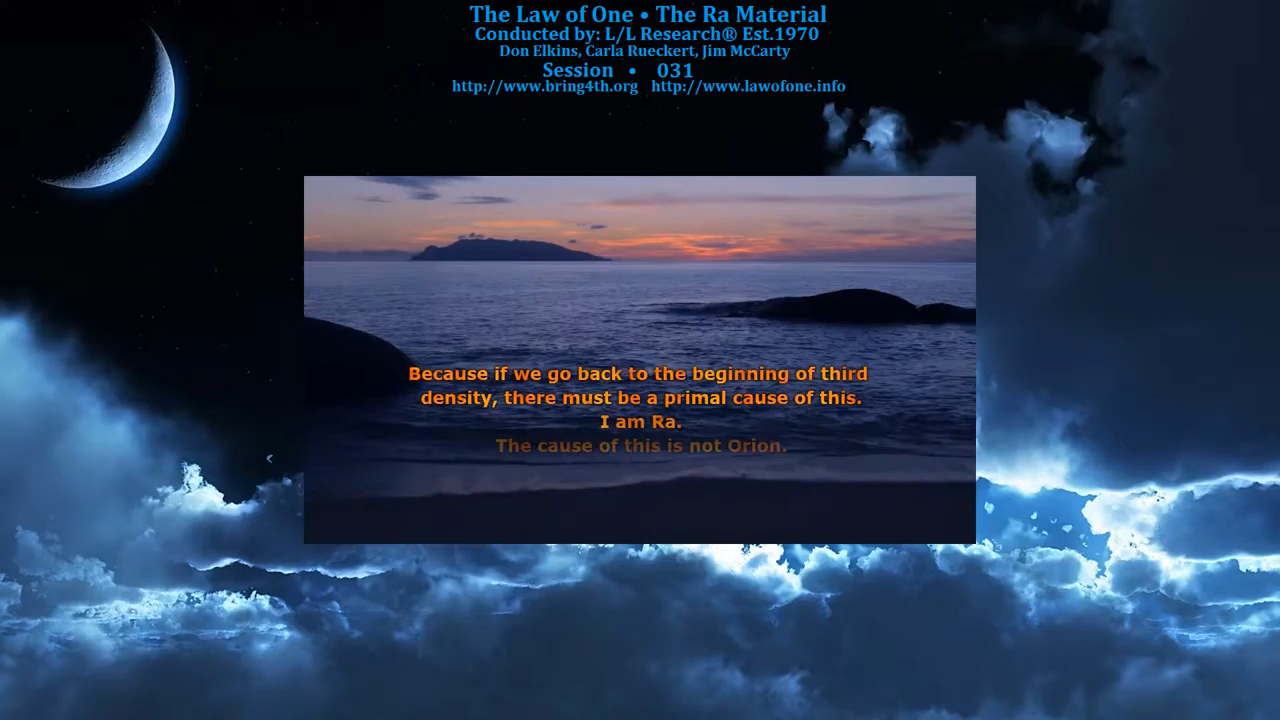 The Law of One • The Ra Material
Conducted by: L/L Research® Est.1970
Don Elkins, Carla Rueckert, Jim McCarty
Session • 031
http://www.bring4th.org http://www.lawofone.info
Because if we go back to the beginning of third
density, there must be a primal cause of this.
I am Ra.
The cause of this is not Orion.